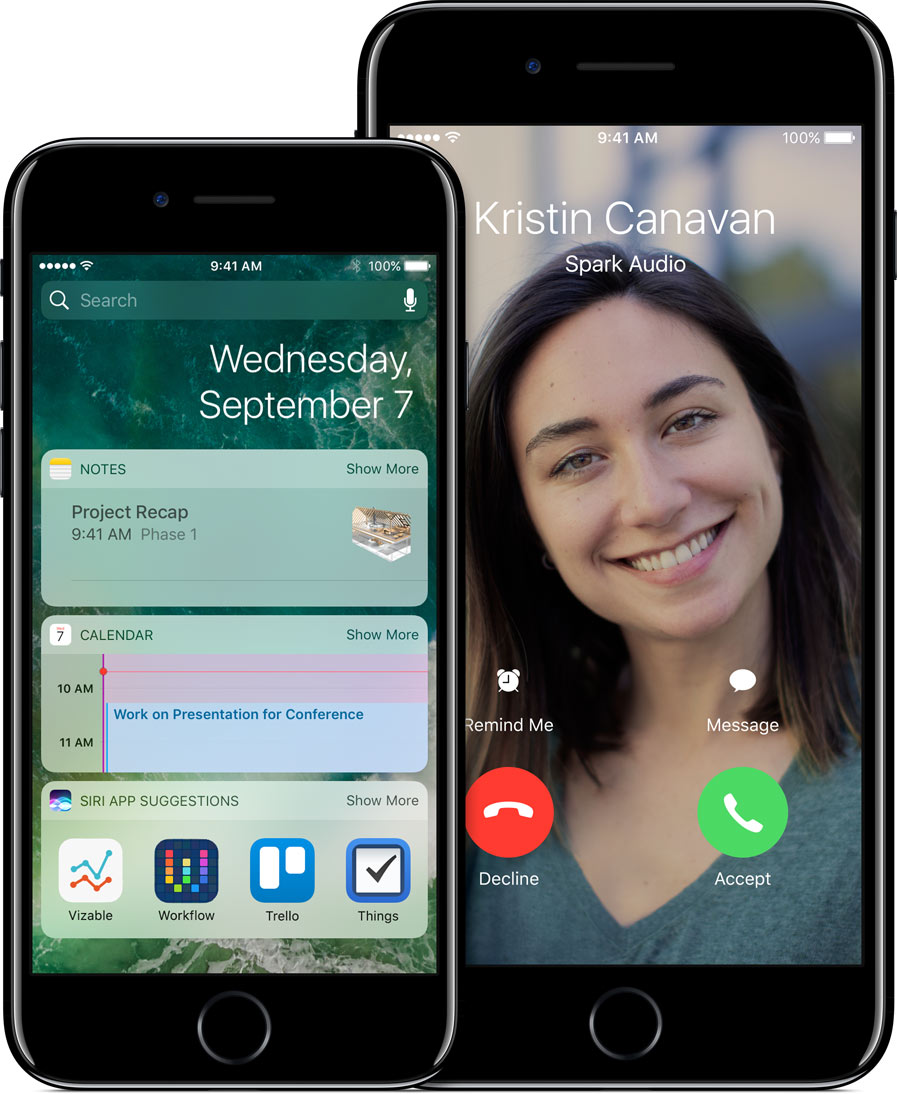 9:41 AM 100%
Search
Wednesday,
September 7
NOTES Show More
Project Recap
9:41 AM Phase 1
7 CALENDAR Show More
10 AM
Work on Presentation for Conference
11 AM
SIRI APP SUGGESTIONS Show More
Vizable Workflow Trello Things
9:41 AM 100%
Kristin Canavan
Spark Audio
Remind Me Message
Decline Accept